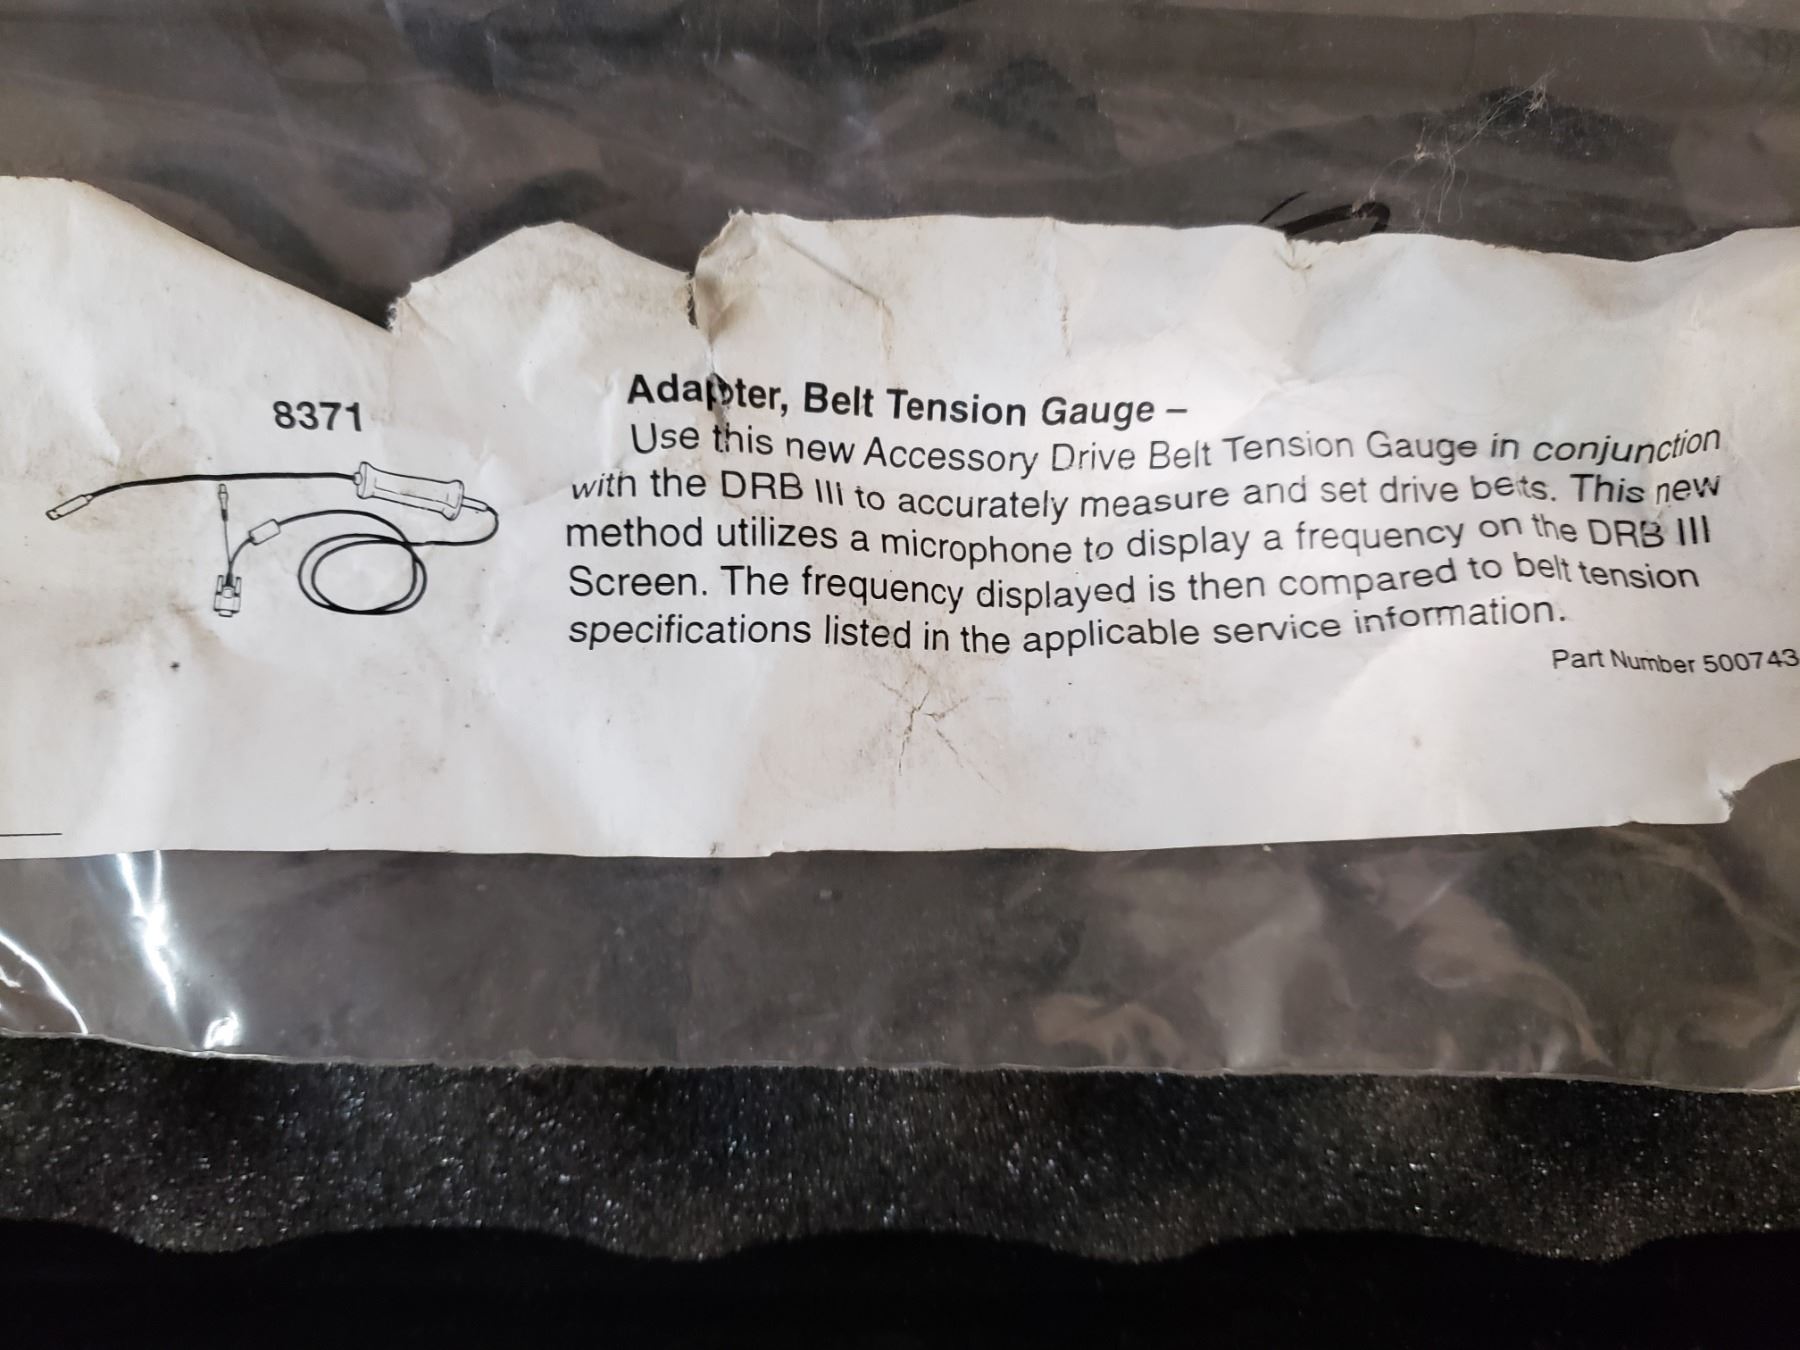 8371
Adapter, Belt Tension Gauge –
Use this new Accessory Drive Belt Tension Gauge in conjunction
with the DRB III to accurately measure and set drive belts. This new
method utilizes a microphone to display a frequency on the DRB III
Screen. The frequency displayed is then compared to belt tension
specifications listed in the applicable service information.
Part Number 500743